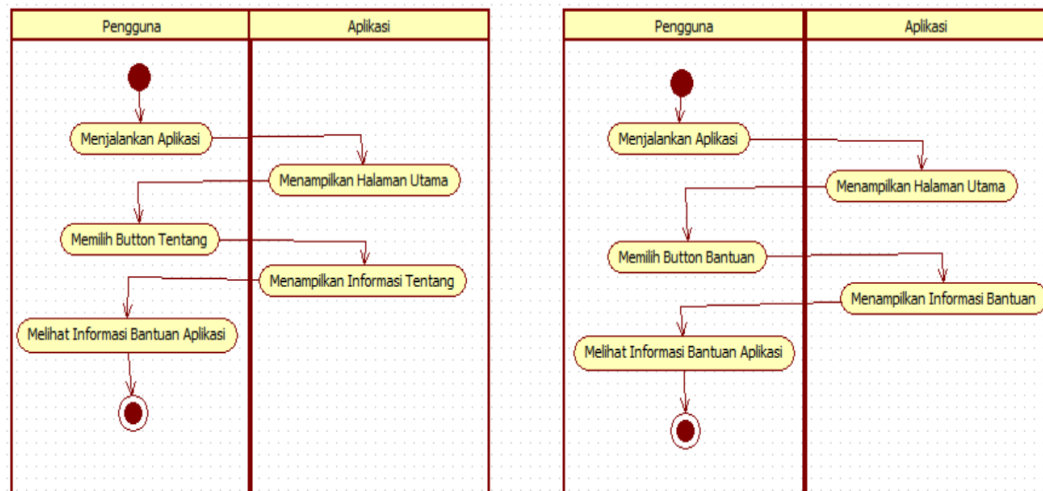 Pengguna
Aplikasi
Menjalankan Aplikasi
Menampilkan Halaman Utama
Memilih Button Tentang
Menampilkan Informasi Tentang
Melihat Informasi Bantuan Aplikasi
Pengguna
Aplikasi
Menjalankan Aplikasi
Menampilkan Halaman Utama
Memilih Button Bantuan
Menampilkan Informasi Bantuan
Melihat Informasi Bantuan Aplikasi